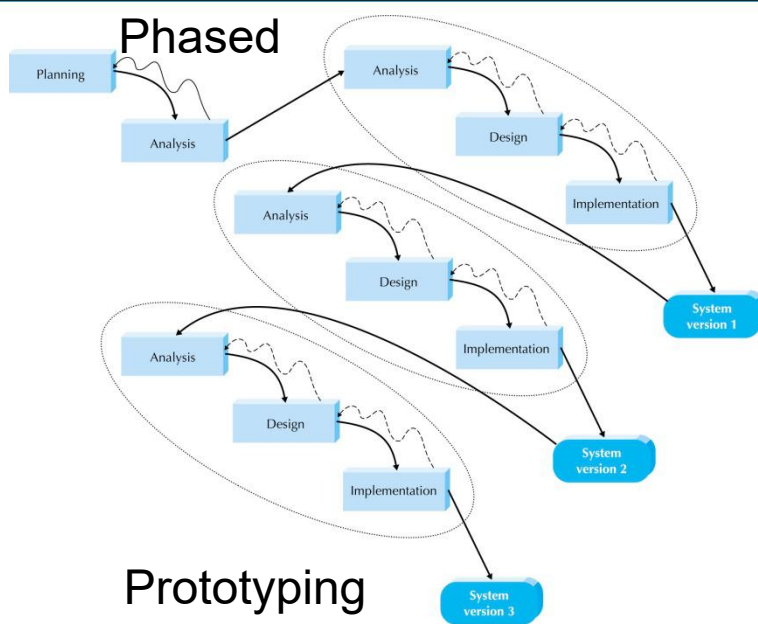 Phased
Planning
Analysis
Analysis
Design
Implementation
System
version 1
Analysis
Design
Implementation
System
version 2
Analysis
Design
Implementation
System
version 3
Prototyping